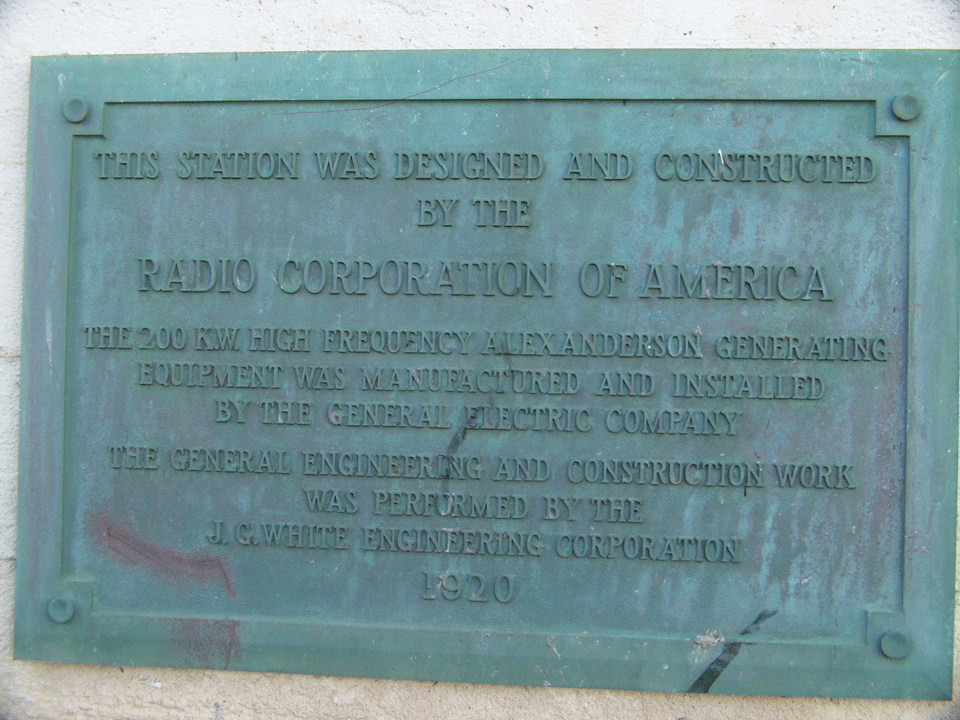 THIS STATION WAS DESIGNED AND CONSTRUCTED
BY THE
RADIO CORPORATION OF AMERICA
THE 200 K.W. HIGH FREQUENCY ALEXANDERSON GENERATING
EQUIPMENT WAS MANUFACTURED AND INSTALLED
BY THE GENERAL ELECTRIC COMPANY
THE GENERAL ENGINEERING AND CONSTRUCTION WORK
WAS PERFORMED BY THE
J. G. WHITE ENGINEERING CORPORATION
1920